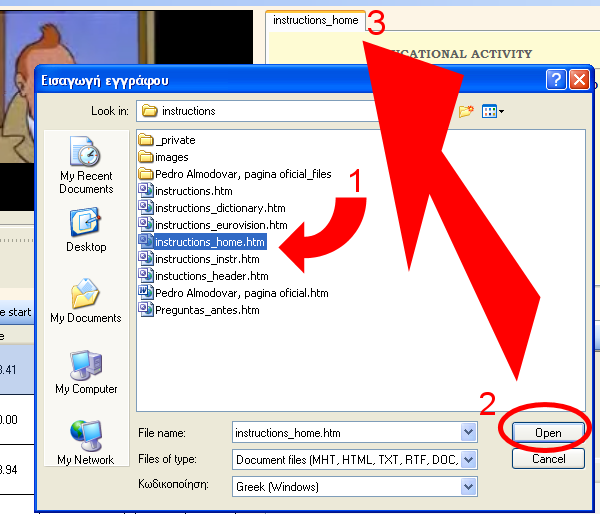 instructions_home
3
UCATIONAL ACTIVITY
Εισαγωγή εγγράφου
Look in:
instructions
_private
images
Pedro Almodovar, pagina oficial_files
instructions.htm
instructions_dictionary.htm
instructions_eurovision.htm
instructions_home.htm
instructions_instr.htm
instuctions_header.htm
Pedro Almodovar, pagina oficial.htm
Preguntas_antes.htm
1
My Recent
Documents
Desktop
My Documents
My Computer
My Network
e start
e
3.41
0.00
3.94
2
File name:
instructions_home.htm
Open
Files of type:
Document files (MHT, HTML, TXT, RTF, DOC,
Cancel
Κωδικοποίηση:
Greek (Windows)